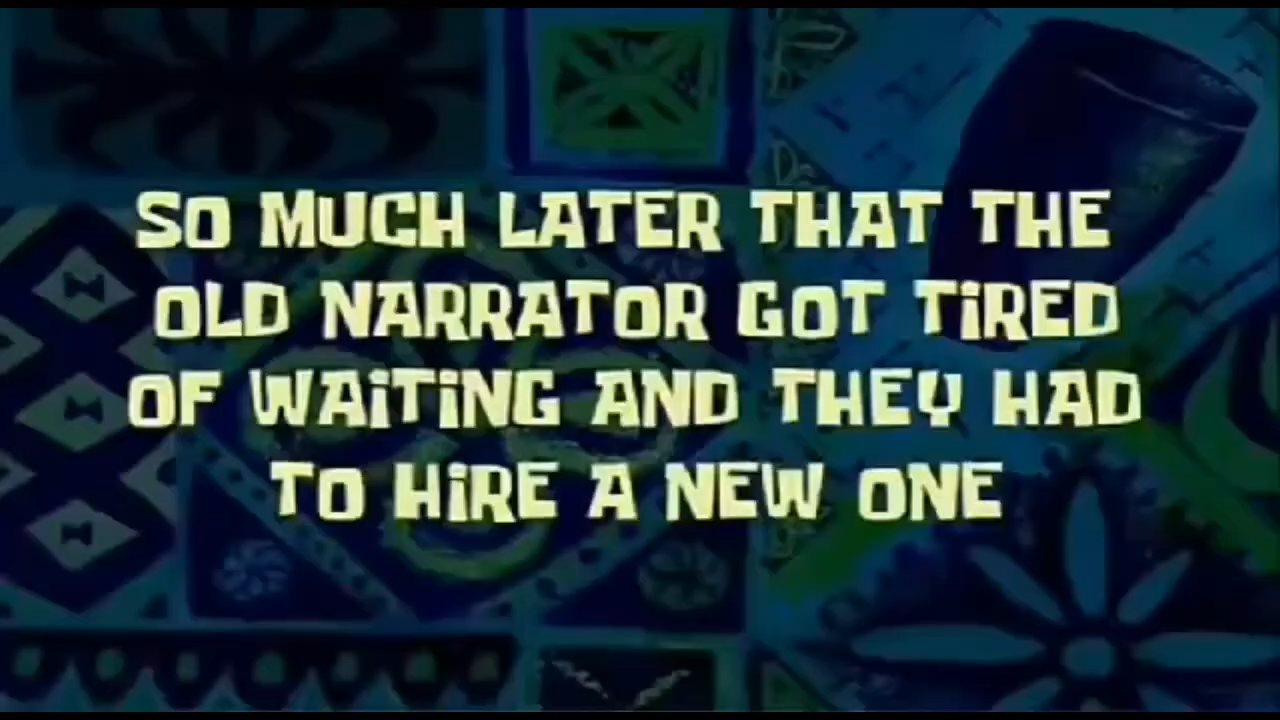 SO MUCH LATER THAT THE
OLD NARRATOR GOT TiRED
OF WAiTiNG AND THEY HAD
TO HiRE A NEW ONE